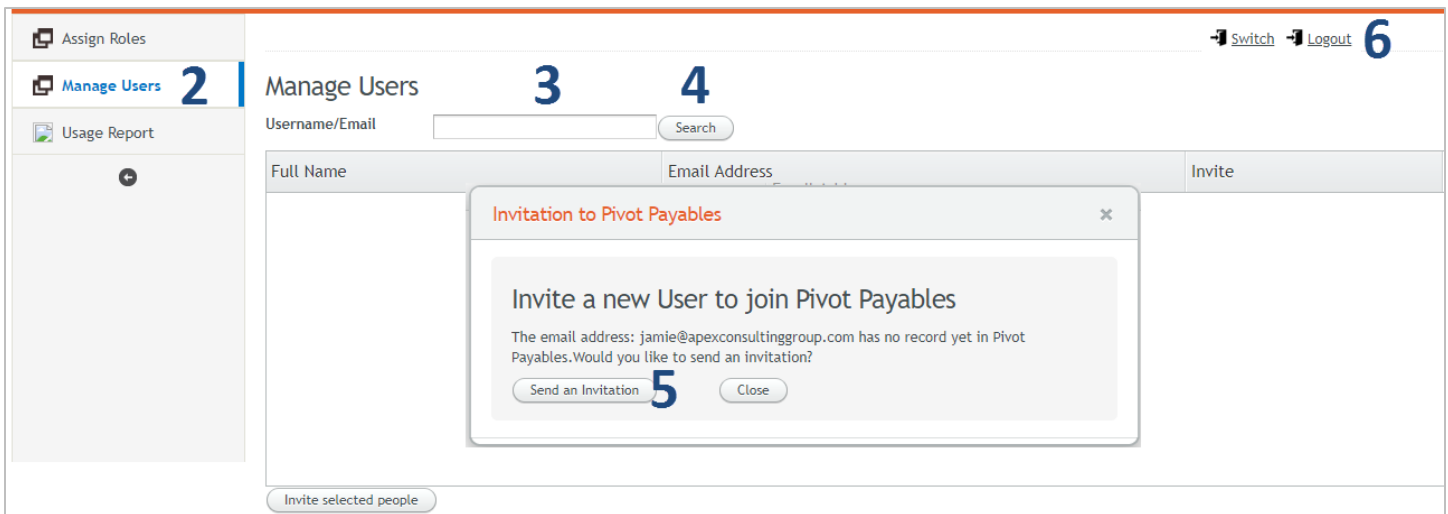 Assign Roles
Switch Logout 6
Manage Users 2
Manage Users 3 4
Username/Email Search
Usage Report
Full Name Email Address Invite
Invitation to Pivot Payables
Invite a new User to join Pivot Payables
The email address: jamie@apexconsultinggroup.com has no record yet in Pivot
Payables.Would you like to send an invitation?
Send an Invitation 5 Close
Invite selected people